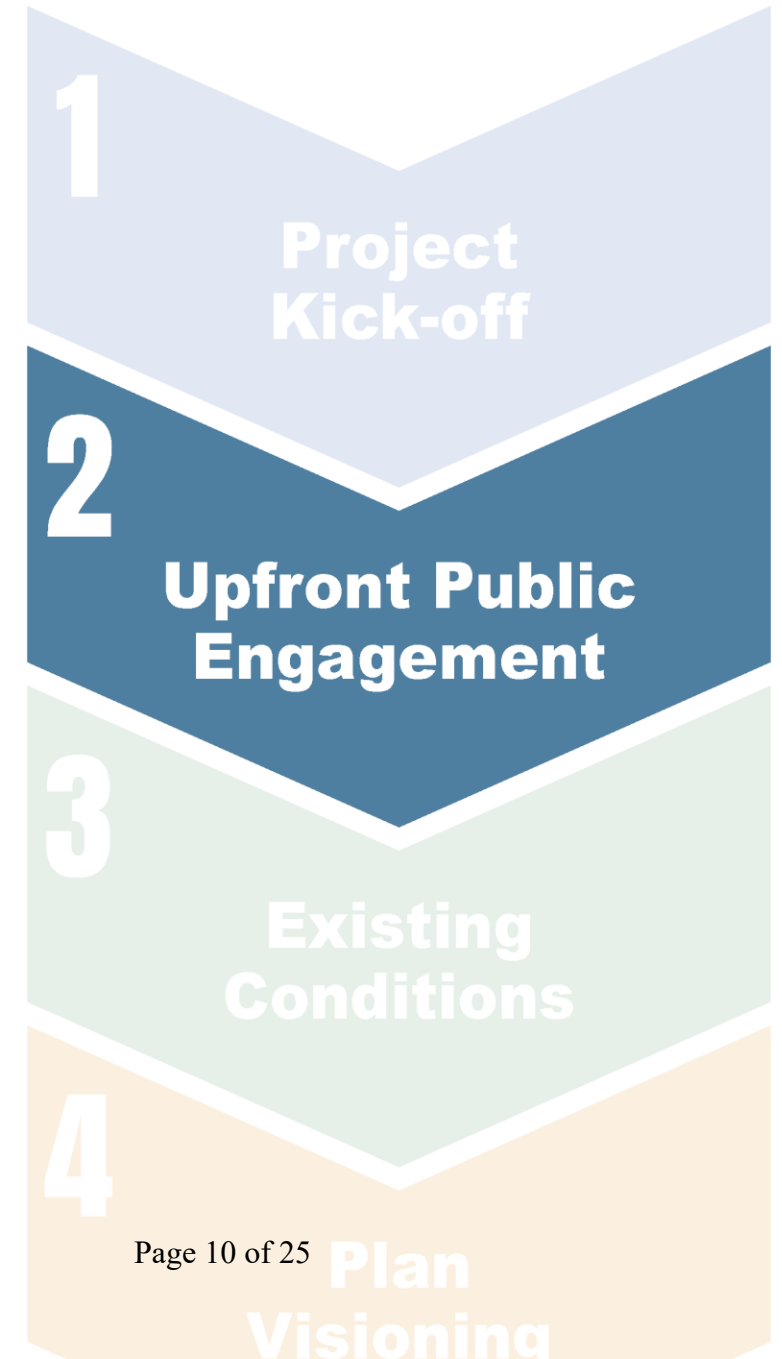 1
Project
Kick-off
2
Upfront Public
Engagement
3
Existing
Conditions
4
Page 10 of 25
Plan
Visioning